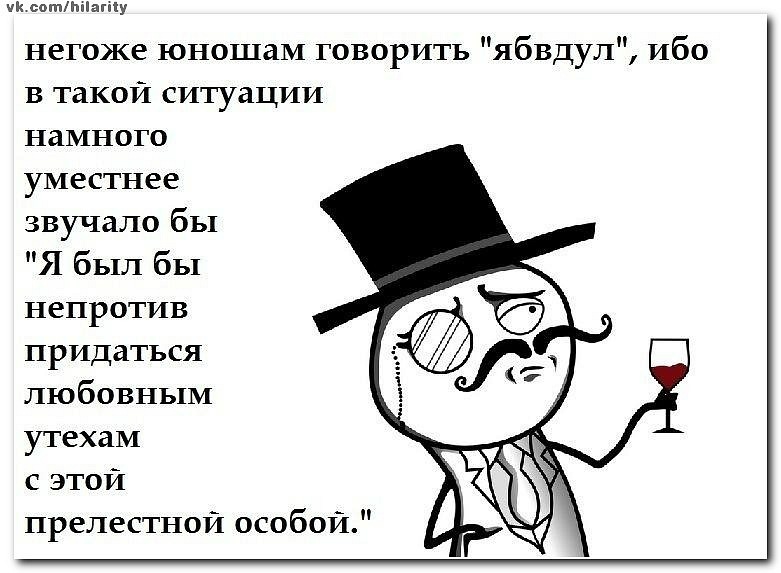 vk.com/hilarity
негоже юношам говорить "ябвдул", ибо
в такой ситуации
намного
уместнее
звучало бы
"Я был бы
непротив
придаться
любовным
утехам
с этой
прелестной особой."